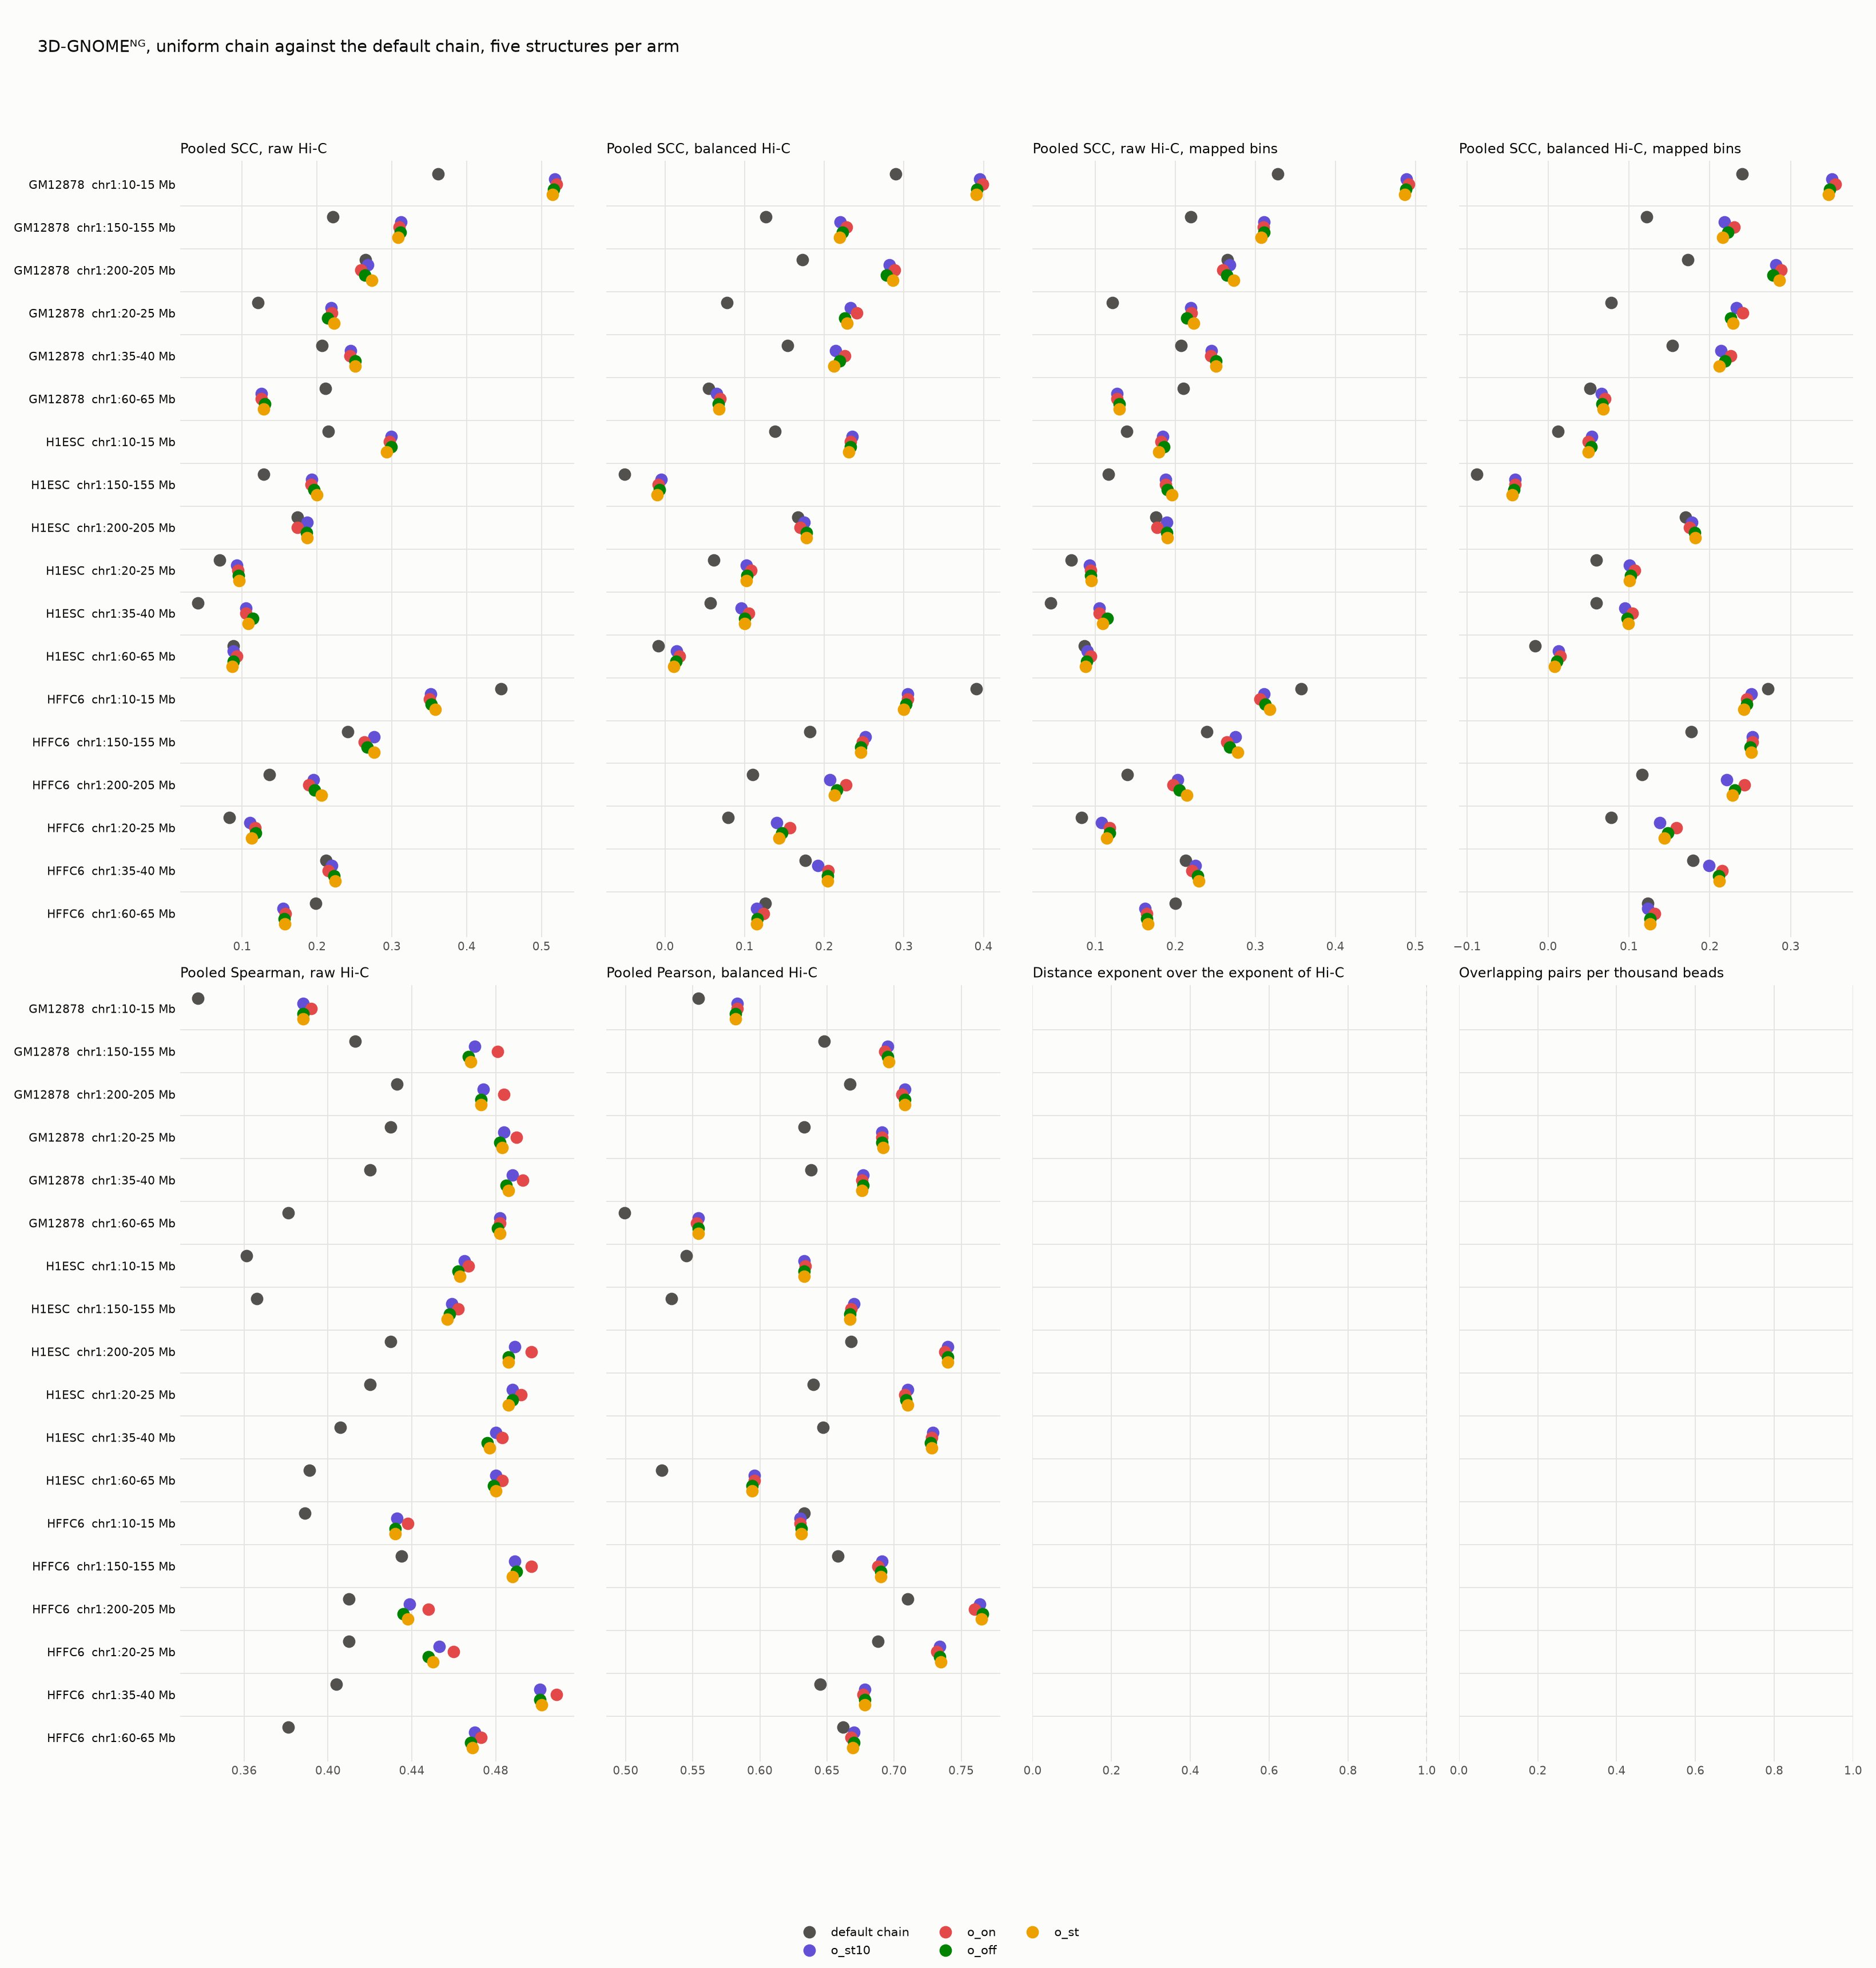 3D-GNOMEᴺᴳ, uniform chain against the default chain, five structures per arm
Pooled SCC, raw Hi-C
Pooled SCC, balanced Hi-C
Pooled SCC, raw Hi-C, mapped bins
Pooled SCC, balanced Hi-C, mapped bins
GM12878 chr1:10-15 Mb
GM12878 chr1:150-155 Mb
GM12878 chr1:200-205 Mb
GM12878 chr1:20-25 Mb
GM12878 chr1:35-40 Mb
GM12878 chr1:60-65 Mb
H1ESC chr1:10-15 Mb
H1ESC chr1:150-155 Mb
H1ESC chr1:200-205 Mb
H1ESC chr1:20-25 Mb
H1ESC chr1:35-40 Mb
H1ESC chr1:60-65 Mb
HFFC6 chr1:10-15 Mb
HFFC6 chr1:150-155 Mb
HFFC6 chr1:200-205 Mb
HFFC6 chr1:20-25 Mb
HFFC6 chr1:35-40 Mb
HFFC6 chr1:60-65 Mb
0.1 0.2 0.3 0.4 0.5
0.0 0.1 0.2 0.3 0.4
0.1 0.2 0.3 0.4 0.5
−0.1 0.0 0.1 0.2 0.3
Pooled Spearman, raw Hi-C
Pooled Pearson, balanced Hi-C
Distance exponent over the exponent of Hi-C
Overlapping pairs per thousand beads
GM12878 chr1:10-15 Mb
GM12878 chr1:150-155 Mb
GM12878 chr1:200-205 Mb
GM12878 chr1:20-25 Mb
GM12878 chr1:35-40 Mb
GM12878 chr1:60-65 Mb
H1ESC chr1:10-15 Mb
H1ESC chr1:150-155 Mb
H1ESC chr1:200-205 Mb
H1ESC chr1:20-25 Mb
H1ESC chr1:35-40 Mb
H1ESC chr1:60-65 Mb
HFFC6 chr1:10-15 Mb
HFFC6 chr1:150-155 Mb
HFFC6 chr1:200-205 Mb
HFFC6 chr1:20-25 Mb
HFFC6 chr1:35-40 Mb
HFFC6 chr1:60-65 Mb
0.36 0.40 0.44 0.48
0.50 0.55 0.60 0.65 0.70 0.75
0.0 0.2 0.4 0.6 0.8 1.0
0.0 0.2 0.4 0.6 0.8 1.0
default chain o_on o_st
o_st10 o_off